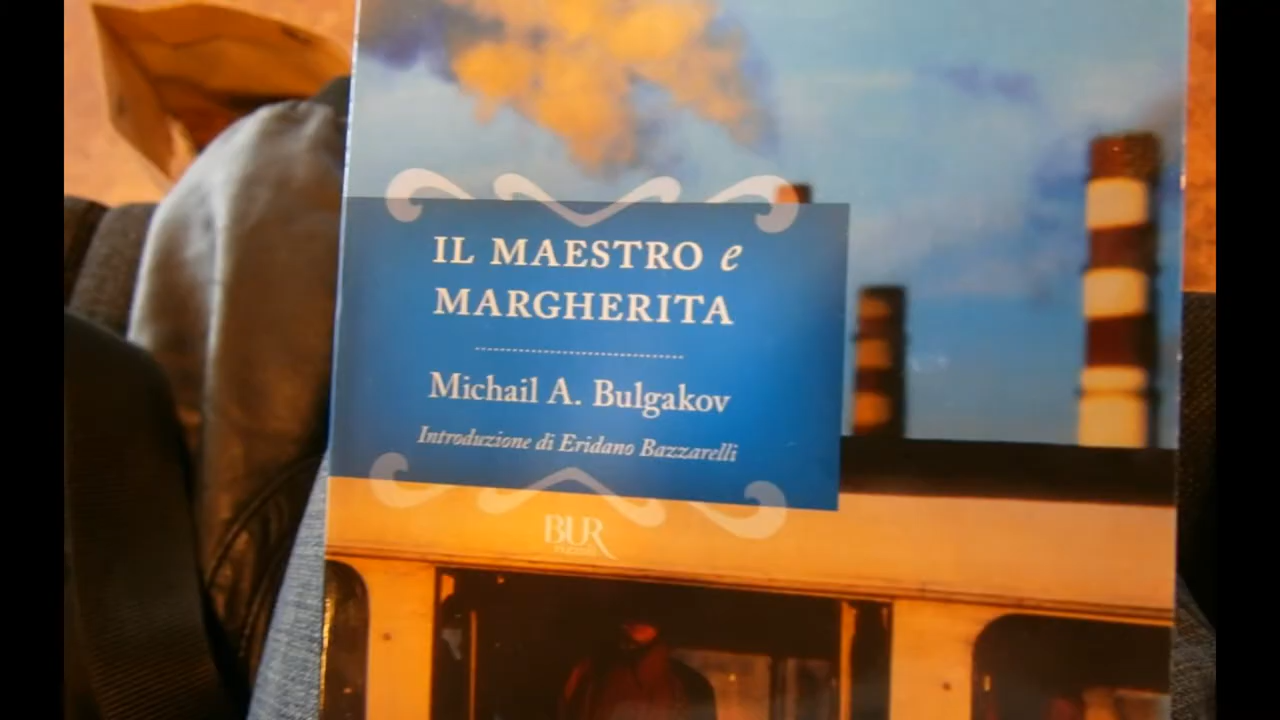 IL MAESTRO e
MARGHERITA
Michail A. Bulgakov
Introduzione di Eridano Bazzarelli
BUR